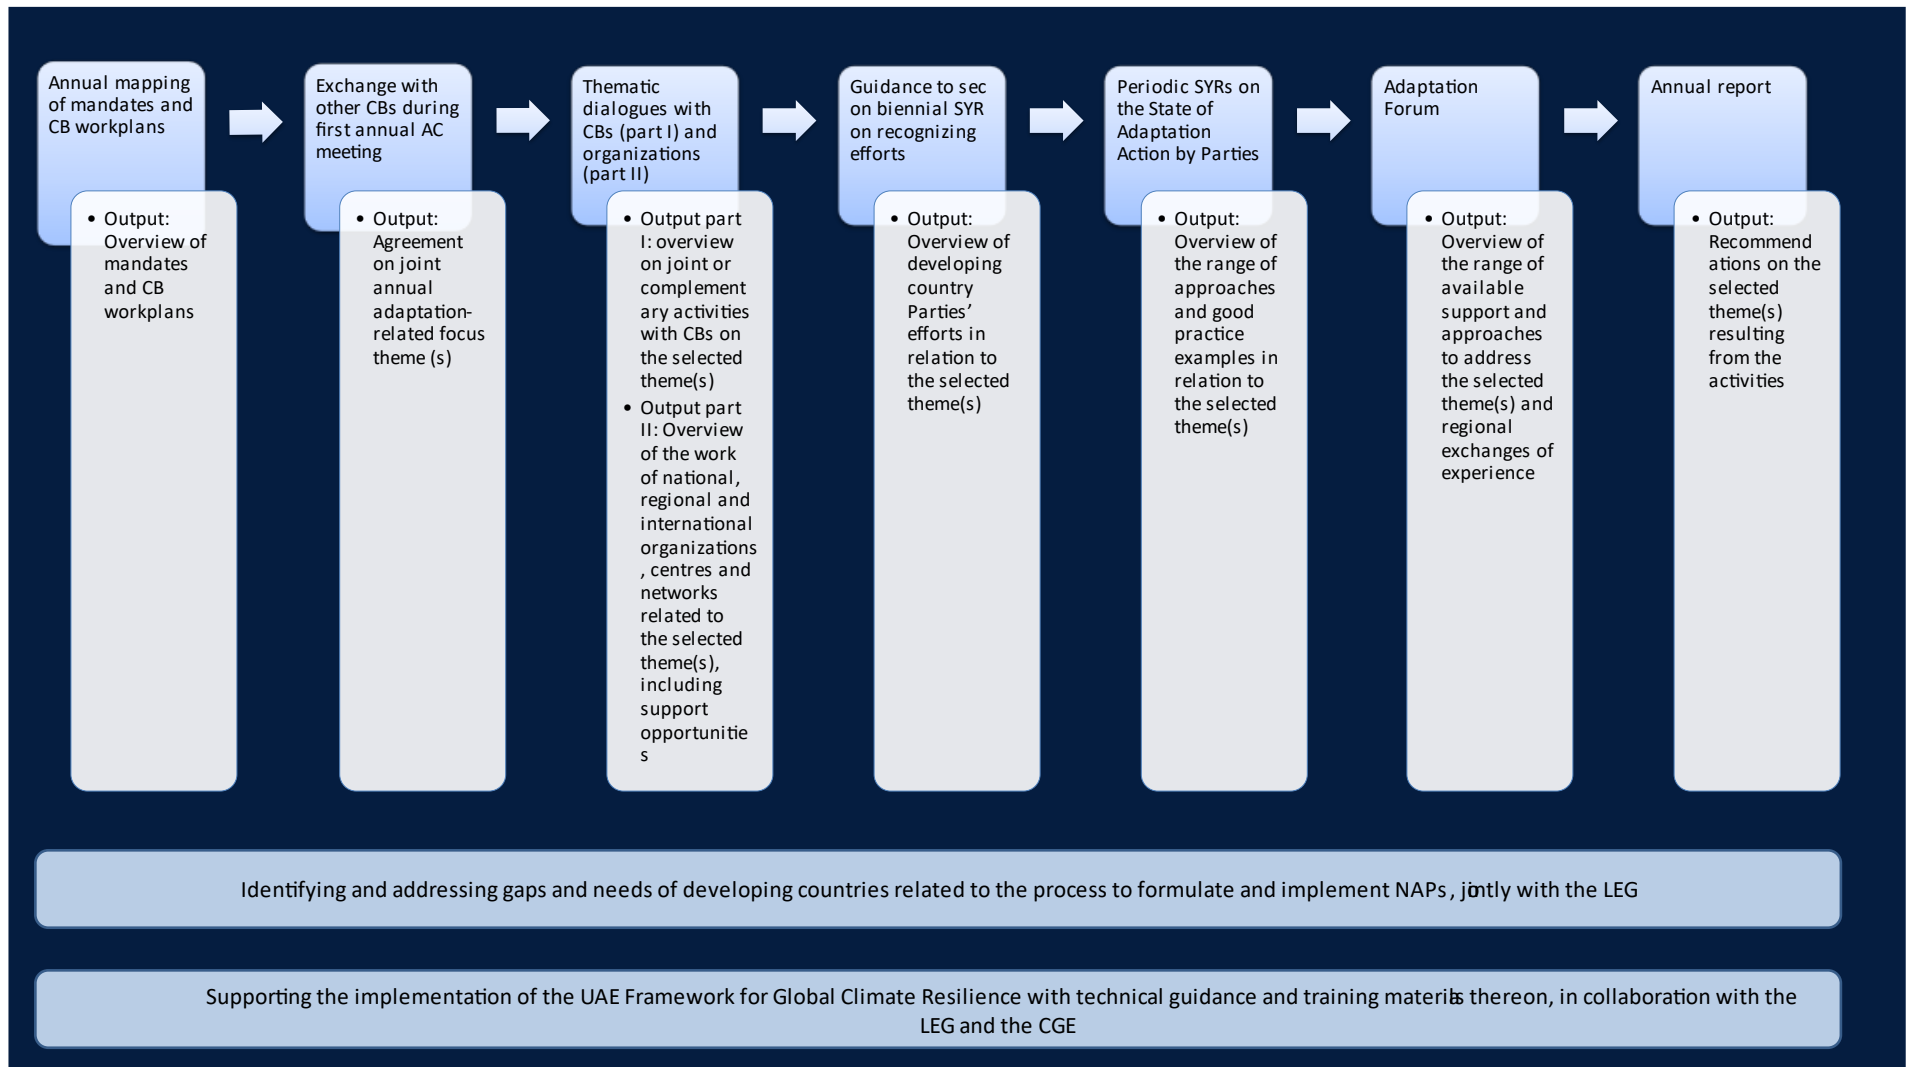 Annual mapping
of mandates and
CB workplans
• Output:
Overview of
mandates
and CB
workplans
Exchange with
other CBs during
first annual AC
meeting
• Output:
Agreement
on joint
annual
adaptation-
related focus
theme (s)
Thematic
dialogues with
CBs (part I) and
organizations
(part II)
• Output part
I: overview
on joint or
complement
ary activities
with CBs on
the selected
theme(s)
• Output part
II: Overview
of the work
of national,
regional and
international
organizations
, centres and
networks
related to
the selected
theme(s),
including
support
opportunitie
s
Guidance to sec
on biennial SYR
on recognizing
efforts
• Output:
Overview of
developing
country
Parties’
efforts in
relation to
the selected
theme(s)
Periodic SYRs on
the State of
Adaptation
Action by Parties
• Output:
Overview of
the range of
approaches
and good
practice
examples in
relation to
the selected
theme(s)
Adaptation
Forum
• Output:
Overview of
the range of
available
support and
approaches
to address
the selected
theme(s) and
regional
exchanges of
experience
Annual report
• Output:
Recommend
ations on the
selected
theme(s)
resulting
from the
activities
Identifying and addressing gaps and needs of developing countries related to the process to formulate and implement NAPs, jointly with the LEG
Supporting the implementation of the UAE Framework for Global Climate Resilience with technical guidance and training materials thereon, in collaboration with the
LEG and the CGE